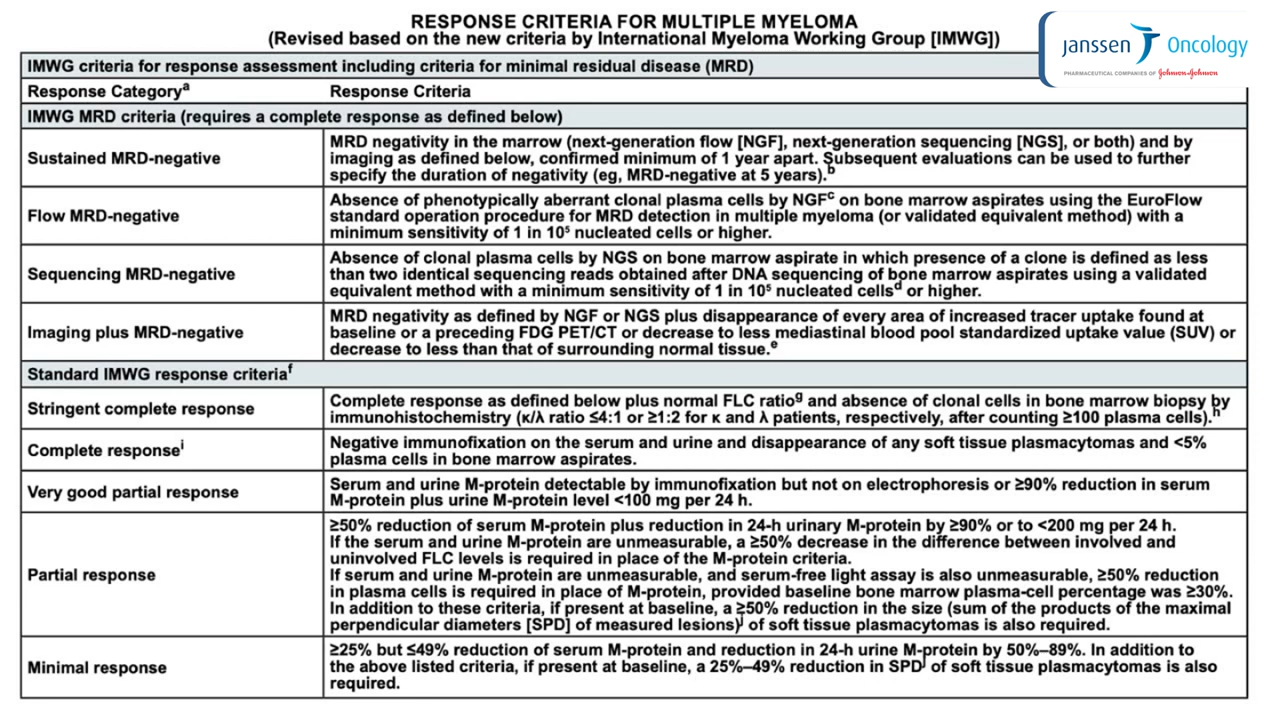 RESPONSE CRITERIA FOR MULTIPLE MYELOMA
(Revised based on the new criteria by International Myeloma Working Group [IMWG])
janssen Oncology
PHARMACEUTICAL COMPANIES OF Johnson & Johnson
IMWG criteria for response assessment including criteria for minimal residual disease (MRD)
Response Categoryᵃ Response Criteria
IMWG MRD criteria (requires a complete response as defined below)
Sustained MRD-negative
MRD negativity in the marrow (next-generation flow [NGF], next-generation sequencing [NGS], or both) and by
imaging as defined below, confirmed minimum of 1 year apart. Subsequent evaluations can be used to further
specify the duration of negativity (eg, MRD-negative at 5 years).ᵇ
Flow MRD-negative
Absence of phenotypically aberrant clonal plasma cells by NGFᶜ on bone marrow aspirates using the EuroFlow
standard operation procedure for MRD detection in multiple myeloma (or validated equivalent method) with a
minimum sensitivity of 1 in 10⁵ nucleated cells or higher.
Sequencing MRD-negative
Absence of clonal plasma cells by NGS on bone marrow aspirate in which presence of a clone is defined as less
than two identical sequencing reads obtained after DNA sequencing of bone marrow aspirates using a validated
equivalent method with a minimum sensitivity of 1 in 10⁵ nucleated cellsᵈ or higher.
Imaging plus MRD-negative
MRD negativity as defined by NGF or NGS plus disappearance of every area of increased tracer uptake found at
baseline or a preceding FDG PET/CT or decrease to less mediastinal blood pool standardized uptake value (SUV) or
decrease to less than that of surrounding normal tissue.ᵉ
Standard IMWG response criteriaᶠ
Stringent complete response
Complete response as defined below plus normal FLC ratioᵍ and absence of clonal cells in bone marrow biopsy by
immunohistochemistry (κ/λ ratio ≤4:1 or ≥1:2 for κ and λ patients, respectively, after counting ≥100 plasma cells).ʰ
Complete responseⁱ
Negative immunofixation on the serum and urine and disappearance of any soft tissue plasmacytomas and <5%
plasma cells in bone marrow aspirates.
Very good partial response
Serum and urine M-protein detectable by immunofixation but not on electrophoresis or ≥90% reduction in serum
M-protein plus urine M-protein level <100 mg per 24 h.
Partial response
≥50% reduction of serum M-protein plus reduction in 24-h urinary M-protein by ≥90% or to <200 mg per 24 h.
If the serum and urine M-protein are unmeasurable, a ≥50% decrease in the difference between involved and
uninvolved FLC levels is required in place of the M-protein criteria.
If serum and urine M-protein are unmeasurable, and serum-free light assay is also unmeasurable, ≥50% reduction
in plasma cells is required in place of M-protein, provided baseline bone marrow plasma-cell percentage was ≥30%.
In addition to these criteria, if present at baseline, a ≥50% reduction in the size (sum of the products of the maximal
perpendicular diameters [SPD] of measured lesions)ʲ of soft tissue plasmacytomas is also required.
Minimal response
≥25% but ≤49% reduction of serum M-protein and reduction in 24-h urine M-protein by 50%–89%. In addition to
the above listed criteria, if present at baseline, a 25%–49% reduction in SPDʲ of soft tissue plasmacytomas is also
required.